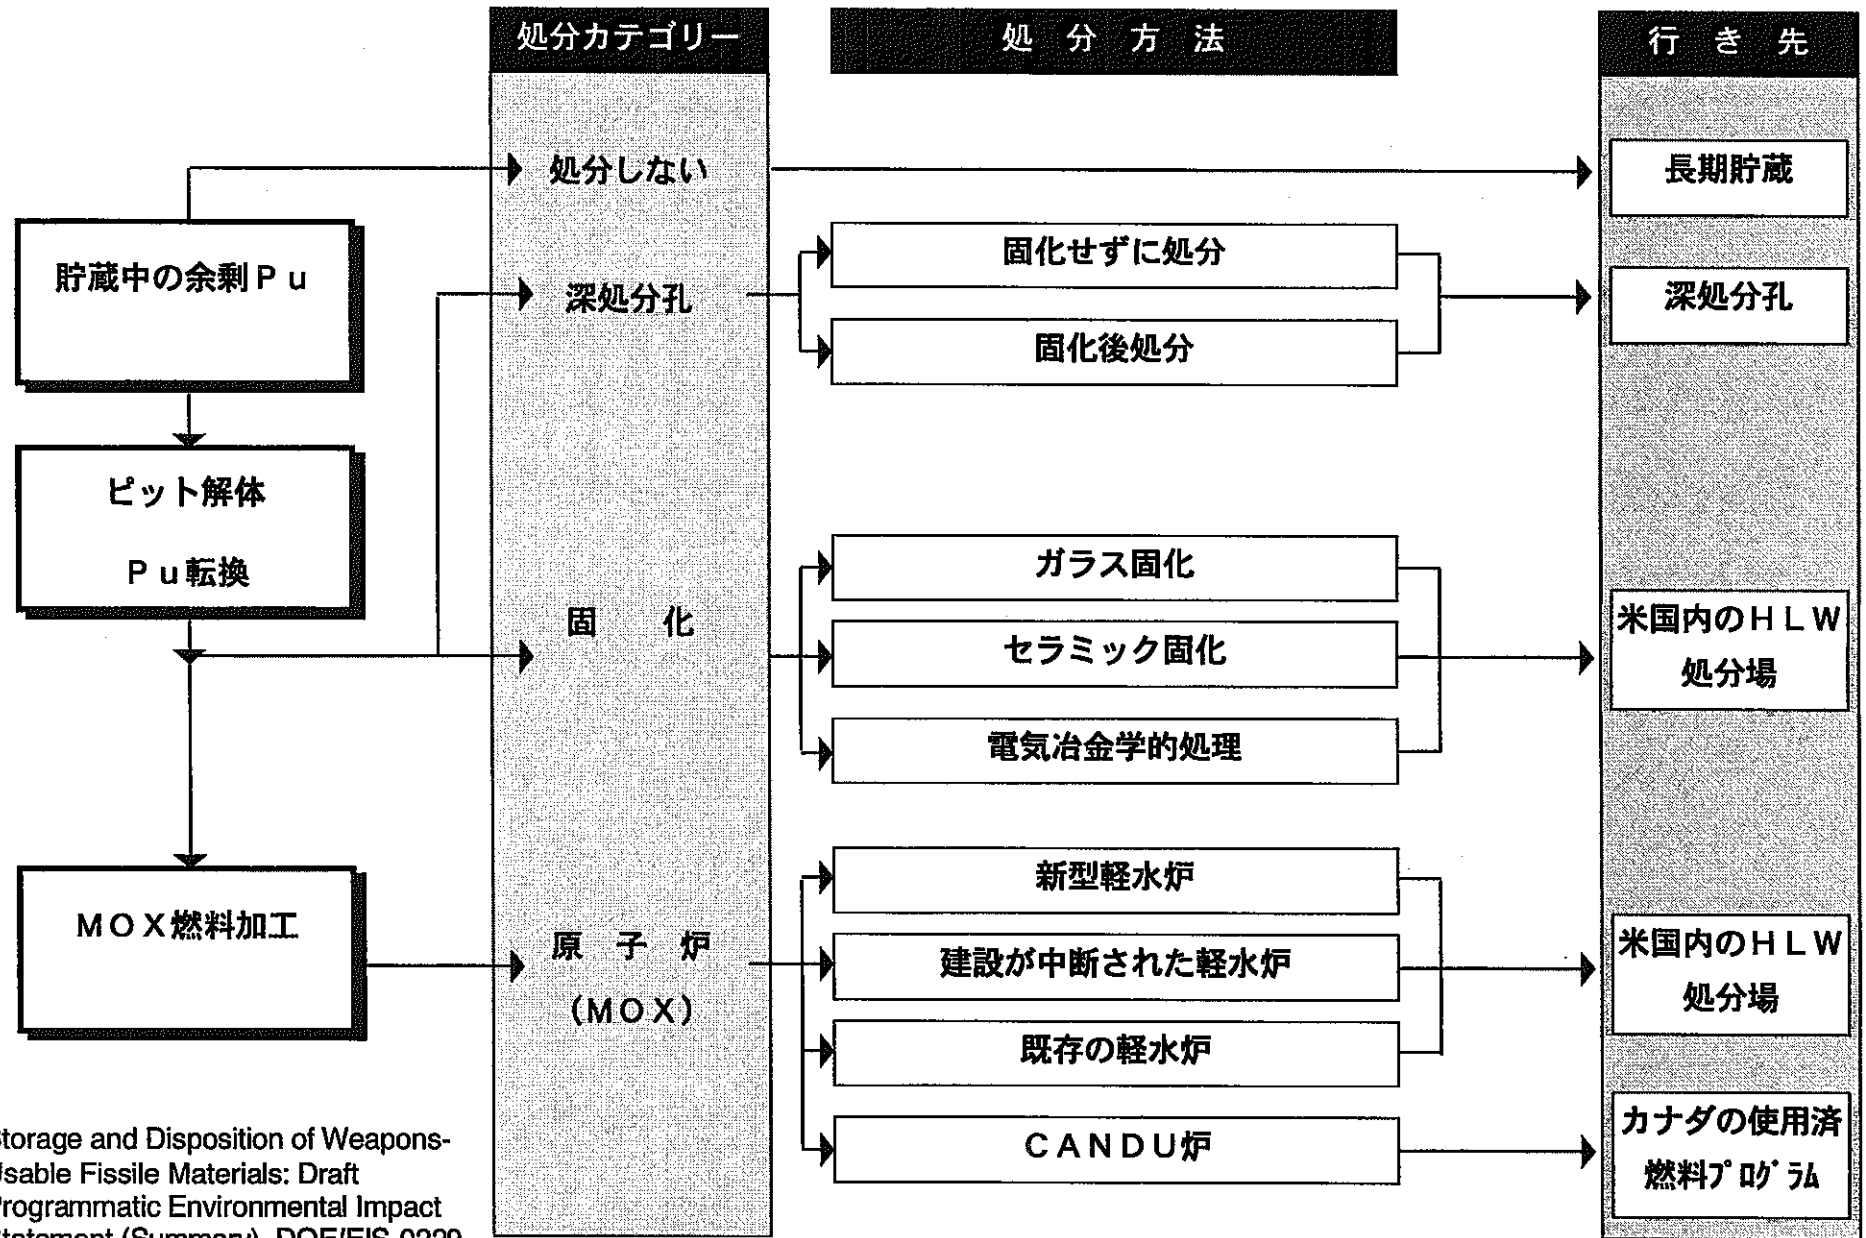 処分カテゴリー
処 分 方 法
行 き 先
処分しない
長期貯蔵
貯蔵中の余剰Pu
深処分孔
固化せずに処分
固化後処分
深処分孔
ピット解体
Pu転換
固 化
ガラス固化
セラミック固化
電気冶金学的処理
米国内のHLW
処分場
MOX燃料加工
原 子 炉
(MOX)
新型軽水炉
建設が中断された軽水炉
既存の軽水炉
CANDU炉
米国内のHLW
処分場
カナダの使用済
燃料ﾌﾟﾛｸﾞﾗﾑ
and Disposition of Weapons-
Fissile Materials: Draft
Environmental Impact
(Summary), DOE/EIS-0229